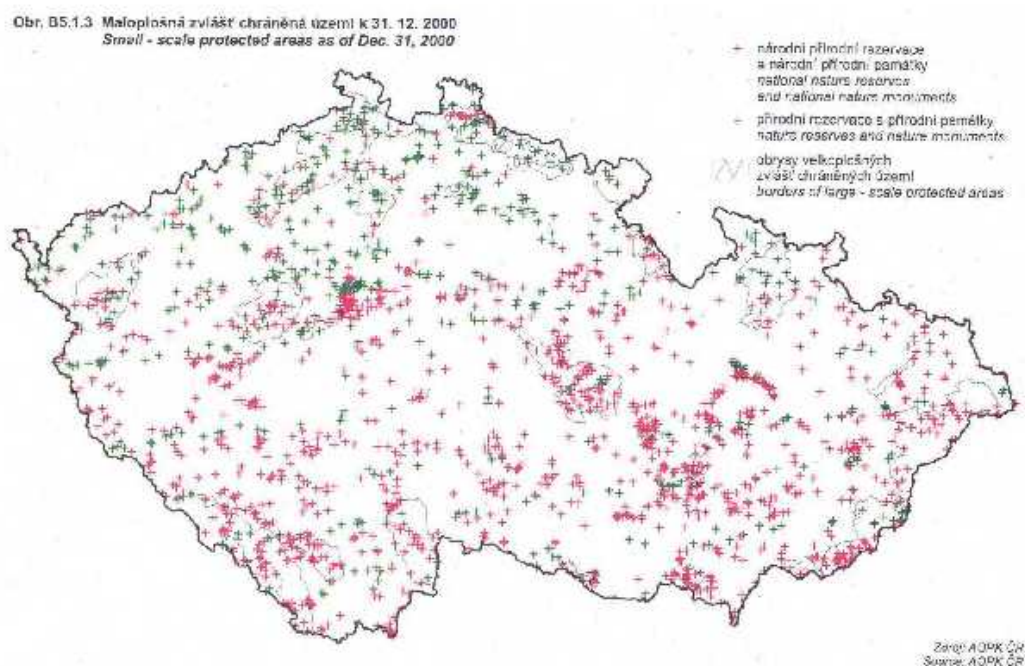 Obr. B5.1.3 Maloplošná zvlášť chráněná území k 31. 12. 2000
Small - scale protected areas as of Dec. 31, 2000
národní přírodní rezervace
a národní přírodní památky
national nature reserves
and national nature monuments
přírodní rezervace a přírodní památky
nature reserves and nature monuments
obrysy velkoplošných
zvlášť chráněných území
borders of large - scale protected areas
Zdroj: AOPK ČR
Source: AOPK ČR